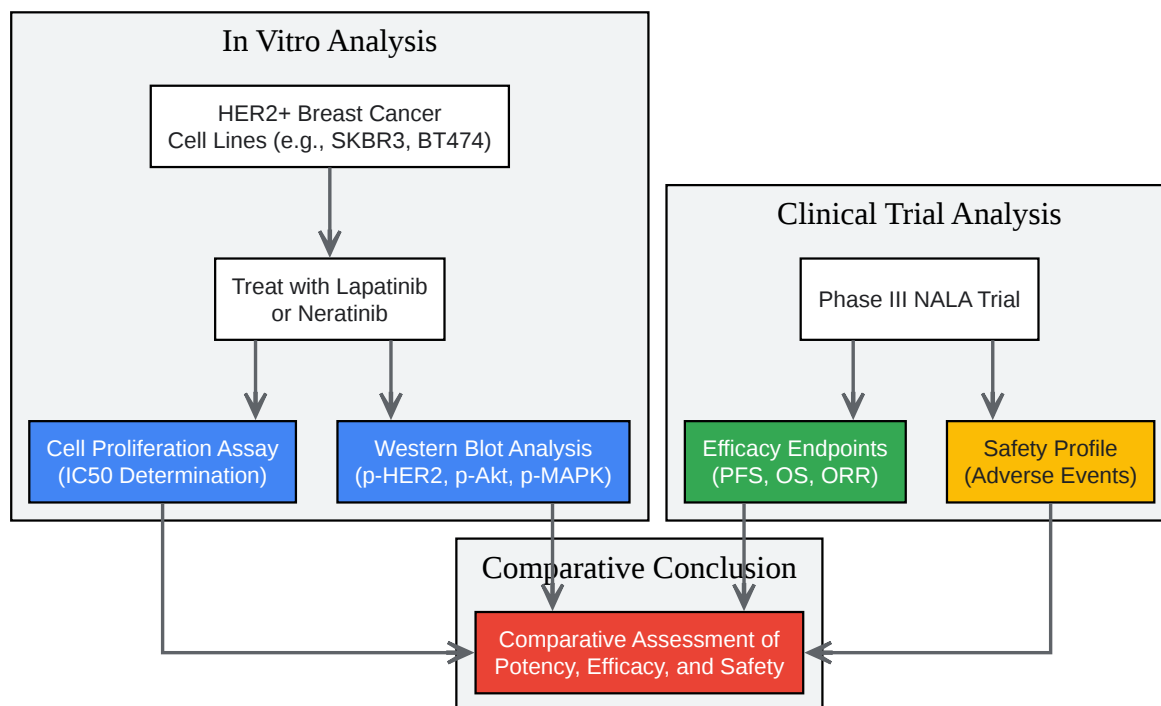 In Vitro Analysis
HER2+ Breast Cancer
Cell Lines (e.g., SKBR3, BT474)
Treat with Lapatinib
or Neratinib
Cell Proliferation Assay
(IC50 Determination)
Western Blot Analysis
(p-HER2, p-Akt, p-MAPK)
Clinical Trial Analysis
Phase III NALA Trial
Efficacy Endpoints
(PFS, OS, ORR)
Safety Profile
(Adverse Events)
Comparative Conclusion
Comparative Assessment of
Potency, Efficacy, and Safety